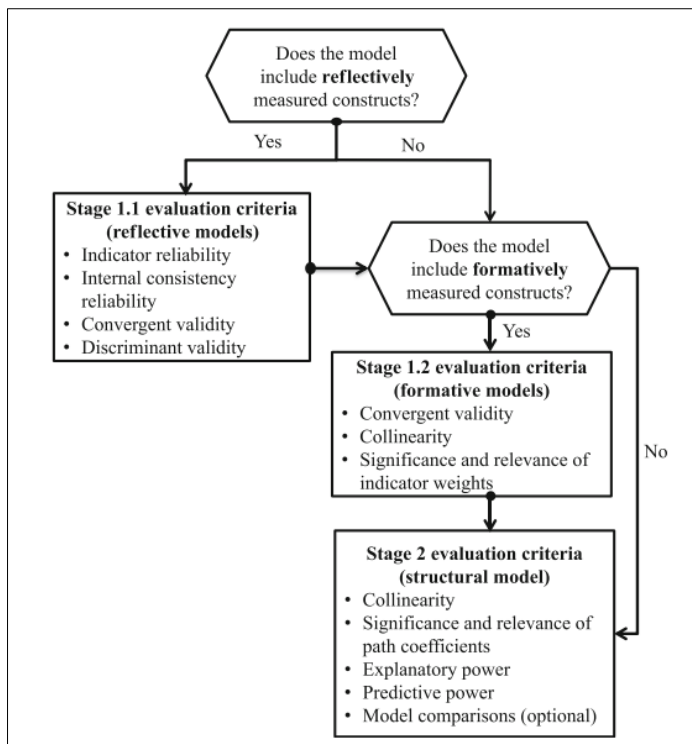 Does the model
include reflectively
measured constructs?
Yes
No
Stage 1.1 evaluation criteria
(reflective models)
• Indicator reliability
• Internal consistency
reliability
• Convergent validity
• Discriminant validity
Does the model
include formatively
measured constructs?
Yes
No
Stage 1.2 evaluation criteria
(formative models)
• Convergent validity
• Collinearity
• Significance and relevance of
indicator weights
Stage 2 evaluation criteria
(structural model)
• Collinearity
• Significance and relevance of
path coefficients
• Explanatory power
• Predictive power
• Model comparisons (optional)